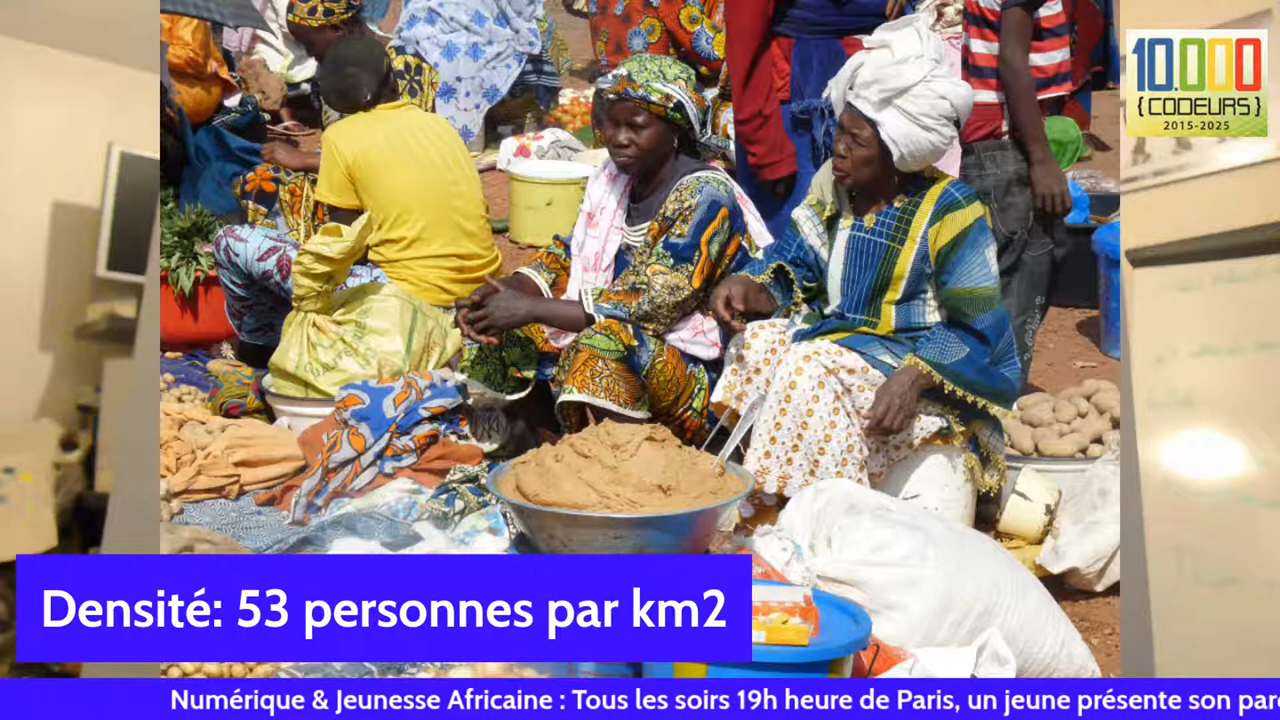 10.000
{CODEURS}
2015-2025
Densité: 53 personnes par km2
Numérique & Jeunesse Africaine : Tous les soirs 19h heure de Paris, un jeune présente son par